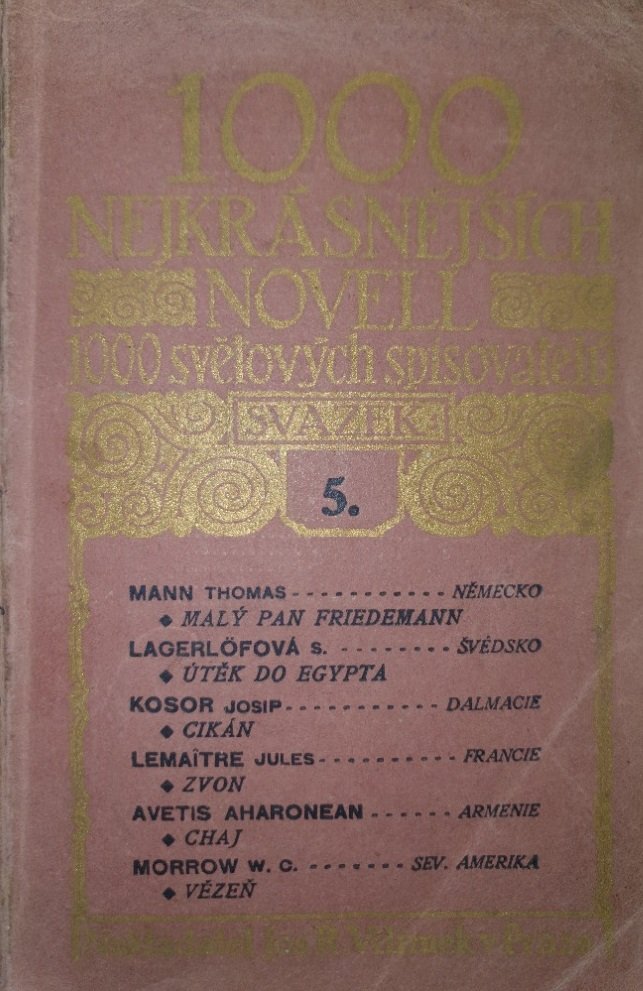 1000
NEJKRÁSNĚJŠÍCH
NOVELL
1000 světových spisovatelů
SVAZEK:
5.
MANN THOMAS - - - - - - - - - - - NĚMECKO
◆ MALÝ PAN FRIEDEMANN
LAGERLÖFOVÁ S. - - - - - - - - ŠVÉDSKO
◆ ÚTĚK DO EGYPTA
KOSOR JOSIP - - - - - - - - - - - DALMACIE
◆ CIKÁN
LEMAÎTRE JULES - - - - - - - - - - FRANCIE
◆ ZVON
AVETIS AHARONEAN - - - - - - ARMENIE
◆ CHAJ
MORROW W. C. - - - - - - - SEV. AMERIKA
◆ VĚZEŇ